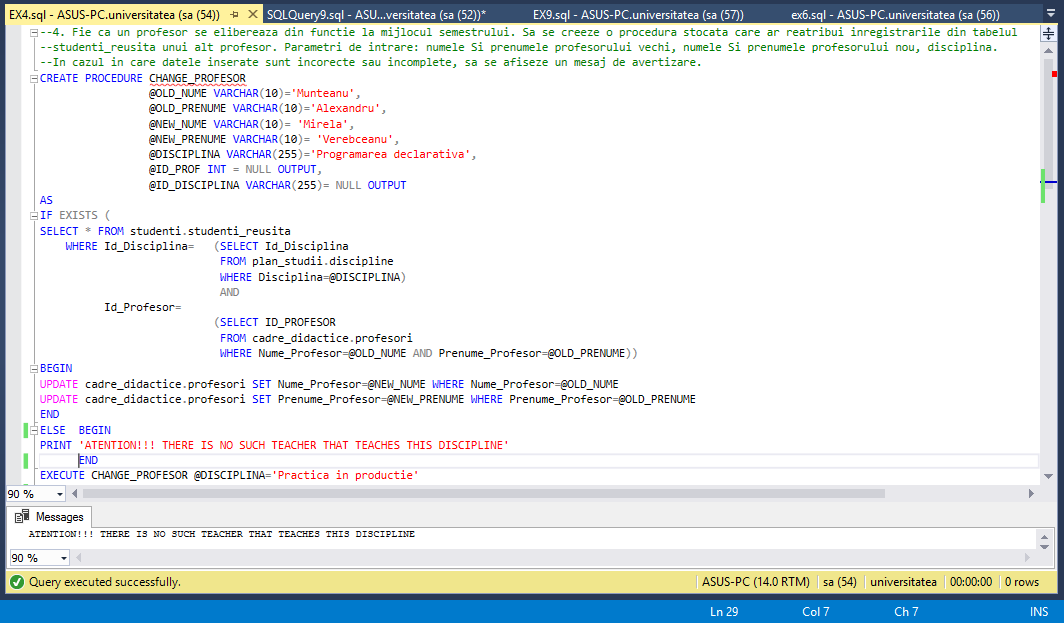 EX4.sql - ASUS-PC.universitatea (sa (54)) SQLQuery9.sql - ASU...versitatea (sa (52))* EX9.sql - ASUS-PC.universitatea (sa (57)) ex6.sql - ASUS-PC.universitatea (sa (56))
--4. Fie ca un profesor se elibereaza din functie la mijlocul semestrului. Sa se creeze o procedura stocata care ar reatribui inregistrarile din tabelul
--studenti_reusita unui alt profesor. Parametri de intrare: numele Si prenumele profesorului vechi, numele Si prenumele profesorului nou, disciplina.
--In cazul in care datele inserate sunt incorecte sau incomplete, sa se afiseze un mesaj de avertizare.
CREATE PROCEDURE CHANGE_PROFESOR
@OLD_NUME VARCHAR(10)='Munteanu',
@OLD_PRENUME VARCHAR(10)='Alexandru',
@NEW_NUME VARCHAR(10)= 'Mirela',
@NEW_PRENUME VARCHAR(10)= 'Verebceanu',
@DISCIPLINA VARCHAR(255)='Programarea declarativa',
@ID_PROF INT = NULL OUTPUT,
@ID_DISCIPLINA VARCHAR(255)= NULL OUTPUT
AS
IF EXISTS (
SELECT * FROM studenti.studenti_reusita
WHERE Id_Disciplina= (SELECT Id_Disciplina
FROM plan_studii.discipline
WHERE Disciplina=@DISCIPLINA)
AND
Id_Profesor=
(SELECT ID_PROFESOR
FROM cadre_didactice.profesori
WHERE Nume_Profesor=@OLD_NUME AND Prenume_Profesor=@OLD_PRENUME))
BEGIN
UPDATE cadre_didactice.profesori SET Nume_Profesor=@NEW_NUME WHERE Nume_Profesor=@OLD_NUME
UPDATE cadre_didactice.profesori SET Prenume_Profesor=@NEW_PRENUME WHERE Prenume_Profesor=@OLD_PRENUME
END
ELSE BEGIN
PRINT 'ATENTION!!! THERE IS NO SUCH TEACHER THAT TEACHES THIS DISCIPLINE'
END
EXECUTE CHANGE_PROFESOR @DISCIPLINA='Practica in productie'
90 %
Messages
ATENTION!!! THERE IS NO SUCH TEACHER THAT TEACHES THIS DISCIPLINE
90 %
Query executed successfully. ASUS-PC (14.0 RTM) sa (54) universitatea 00:00:00 0 rows
Ln 29 Col 7 Ch 7 INS